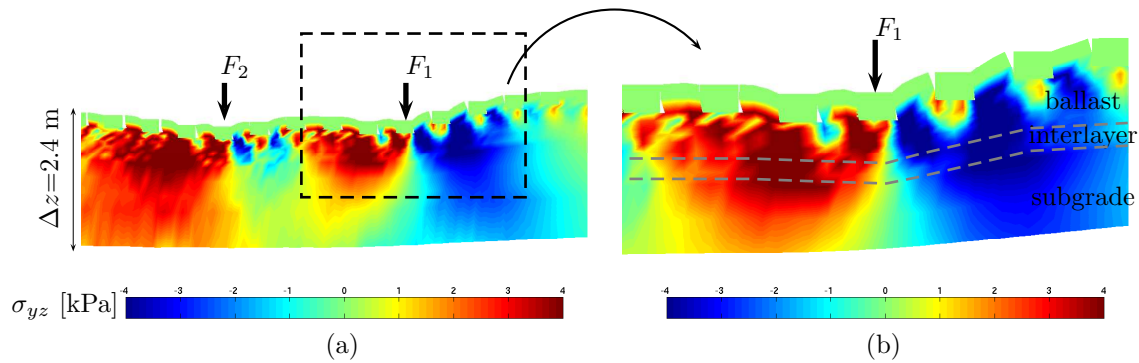 F₂
F₁
Δz=2.4 m
F₁
ballast
interlayer
subgrade
σ_yz [kPa]
-4 -3 -2 -1 0 1 2 3 4
-4 -3 -2 -1 0 1 2 3 4
(a)
(b)